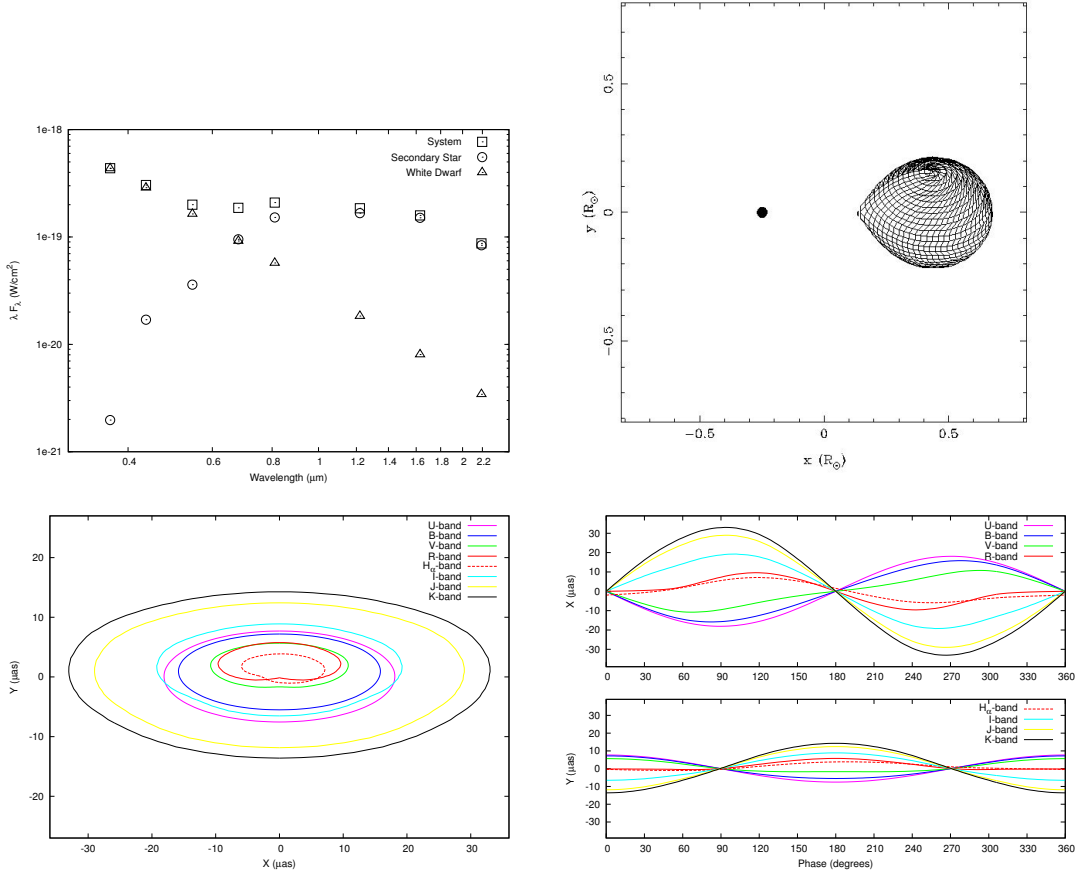 1e-18
1e-19
1e-20
1e-21
λ Fλ (W/cm²)
System
Secondary Star
White Dwarf
0.4 0.6 0.8 1 1.2 1.4 1.6 1.8 2 2.2
Wavelength (μm)
0.5
0
−0.5
y (R☉)
−0.5 0 0.5
x (R☉)
20
10
0
-10
-20
Y (μas)
U-band
B-band
V-band
R-band
Hα-band
I-band
J-band
K-band
-30 -20 -10 0 10 20 30
X (μas)
30
20
10
0
-10
-20
-30
X (μas)
U-band
B-band
V-band
R-band
0 30 60 90 120 150 180 210 240 270 300 330 360
30
20
10
0
-10
-20
-30
Y (μas)
Hα-band
I-band
J-band
K-band
0 30 60 90 120 150 180 210 240 270 300 330 360
Phase (degrees)